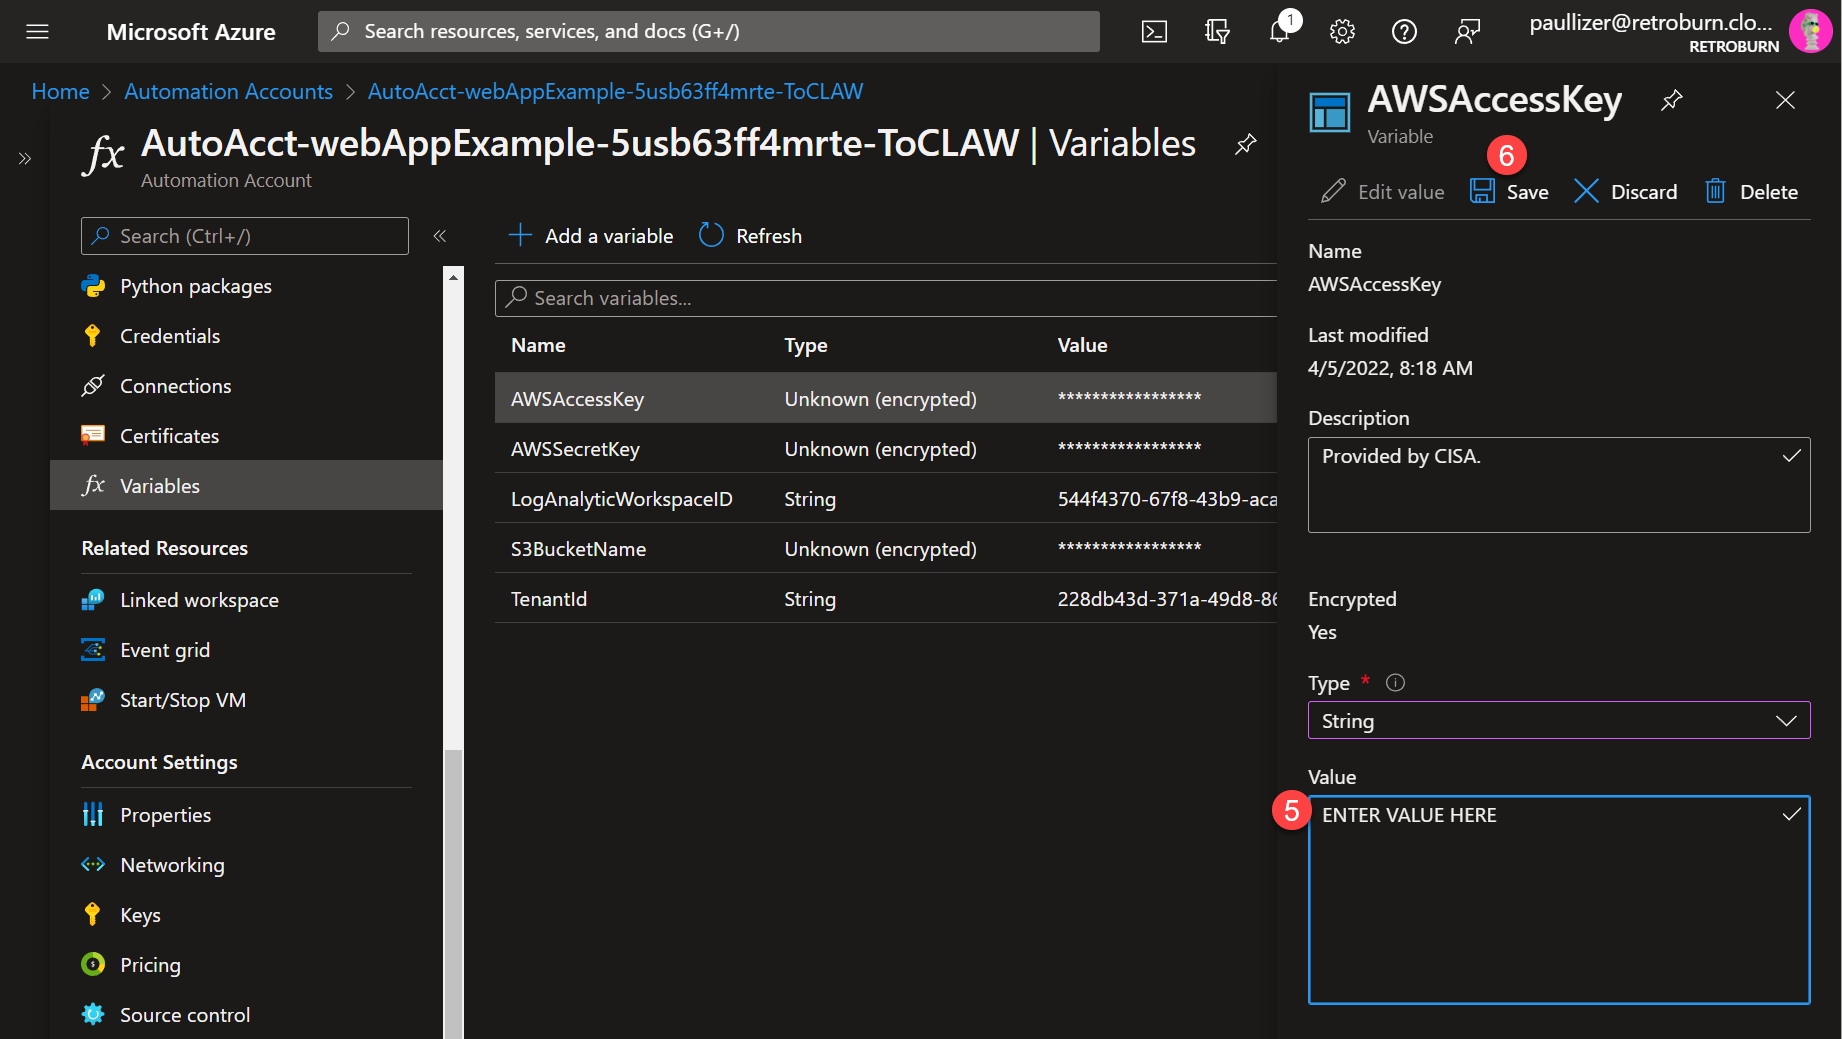 Microsoft Azure
Search resources, services, and docs (G+/)
1
paullizer@retroburn.clo...
RETROBURN
Home > Automation Accounts > AutoAcct-webAppExample-5usb63ff4mrte-ToCLAW
AutoAcct-webAppExample-5usb63ff4mrte-ToCLAW | Variables
Automation Account
Search (Ctrl+/)
Python packages
Credentials
Connections
Certificates
fx Variables
Related Resources
Linked workspace
Event grid
Start/Stop VM
Account Settings
Properties
Networking
Keys
Pricing
Source control
Add a variable
Refresh
Search variables...
Name Type Value
AWSAccessKey Unknown (encrypted) *****************
AWSSecretKey Unknown (encrypted) *****************
LogAnalyticWorkspaceID String 544f4370-67f8-43b9-aca
S3BucketName Unknown (encrypted) *****************
TenantId String 228db43d-371a-49d8-86
AWSAccessKey
Variable
6
Edit value
Save
Discard
Delete
Name
AWSAccessKey
Last modified
4/5/2022, 8:18 AM
Description
Provided by CISA.
Encrypted
Yes
Type *
String
Value
5
ENTER VALUE HERE